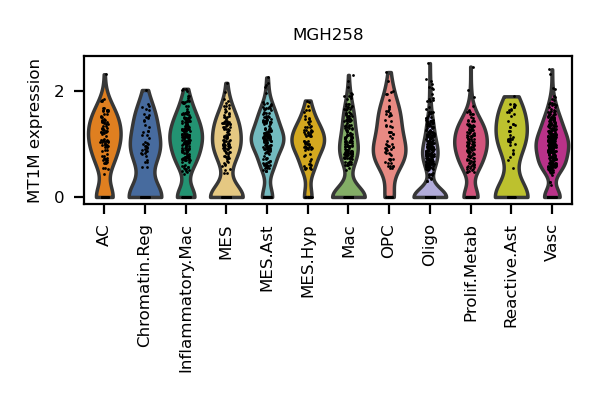 MGH258
MT1M expression
2
0
AC
Chromatin.Reg
Inflammatory.Mac
MES
MES.Ast
MES.Hyp
Mac
OPC
Oligo
Prolif.Metab
Reactive.Ast
Vasc